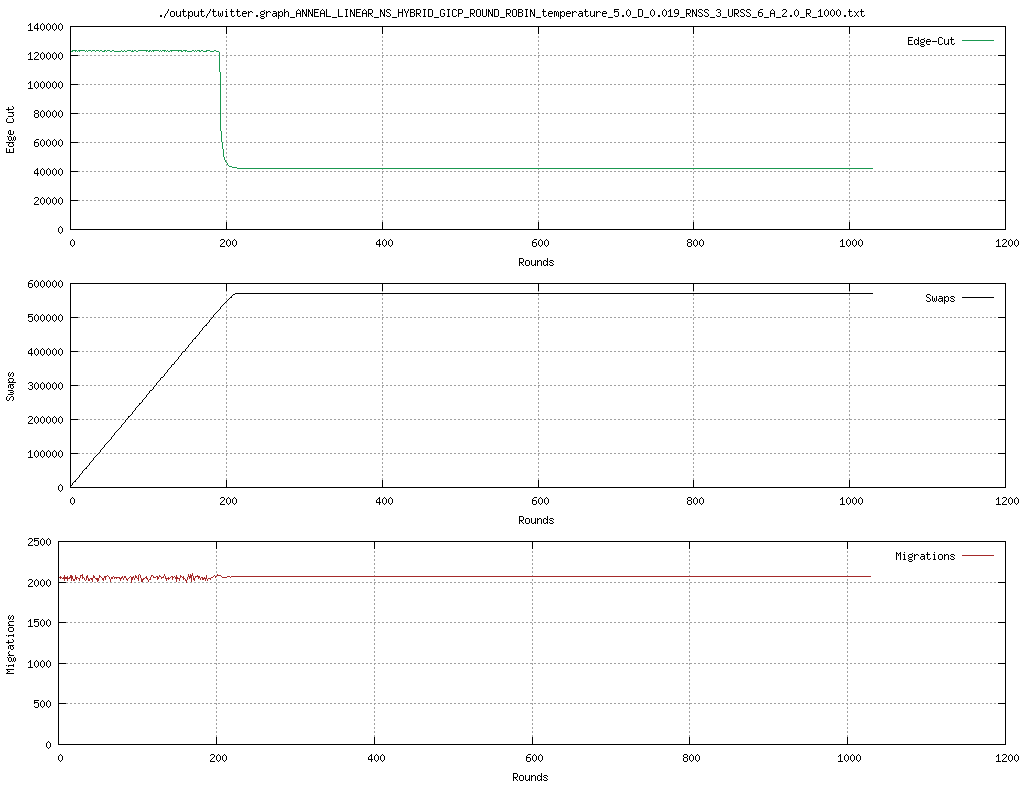 ./output/twitter.graph_ANNEAL_LINEAR_NS_HYBRID_GICP_ROUND_ROBIN_temperature_5.0_D_0.019_RNSS_3_URSS_6_A_2.0_R_1000.txt
140000
120000
100000
80000
60000
40000
20000
0
Edge Cut
Edge-Cut
0 200 400 600 800 1000 1200
Rounds
600000
500000
400000
300000
200000
100000
0
Swaps
Swaps
0 200 400 600 800 1000 1200
Rounds
2500
2000
1500
1000
500
0
Migrations
Migrations
0 200 400 600 800 1000 1200
Rounds